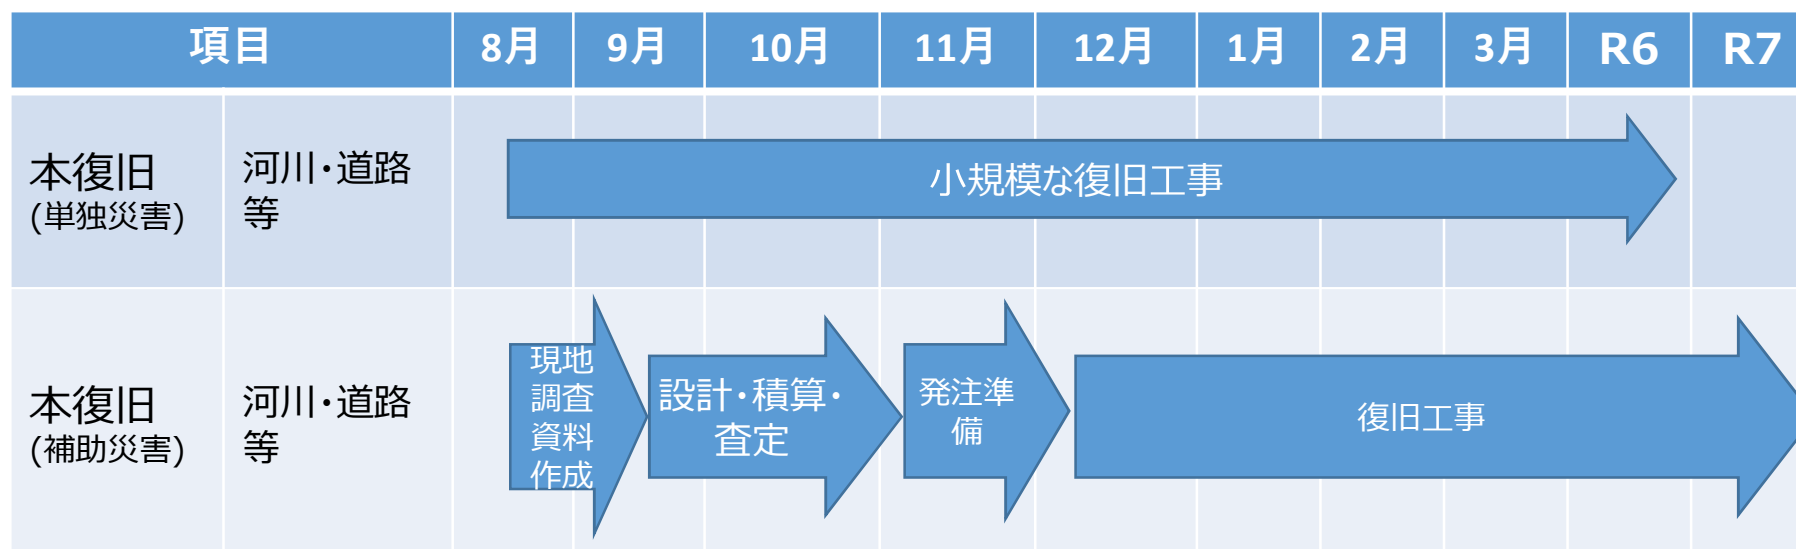 項目 8月 9月 10月 11月 12月 1月 2月 3月 R6 R7
本復旧
(単独災害)
河川・道路
等
小規模な復旧工事
本復旧
(補助災害)
河川・道路
等
現地
調査
資料
作成
設計・積算・
査定
発注準
備
復旧工事